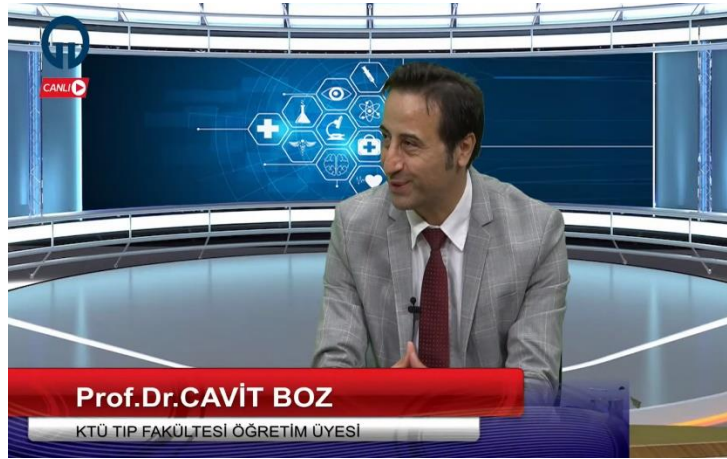 CANLI
Prof.Dr.CAVİT BOZ
KTÜ TIP FAKÜLTESİ ÖĞRETİM ÜYESİ